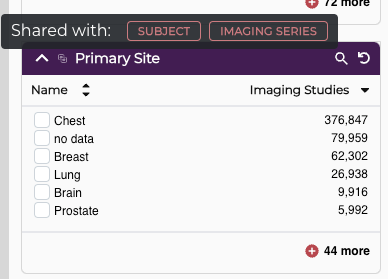 72 more
Shared with: SUBJECT IMAGING SERIES
Primary Site
Name Imaging Studies
Chest 376,847
no data 79,959
Breast 62,302
Lung 26,938
Brain 9,916
Prostate 5,992
44 more